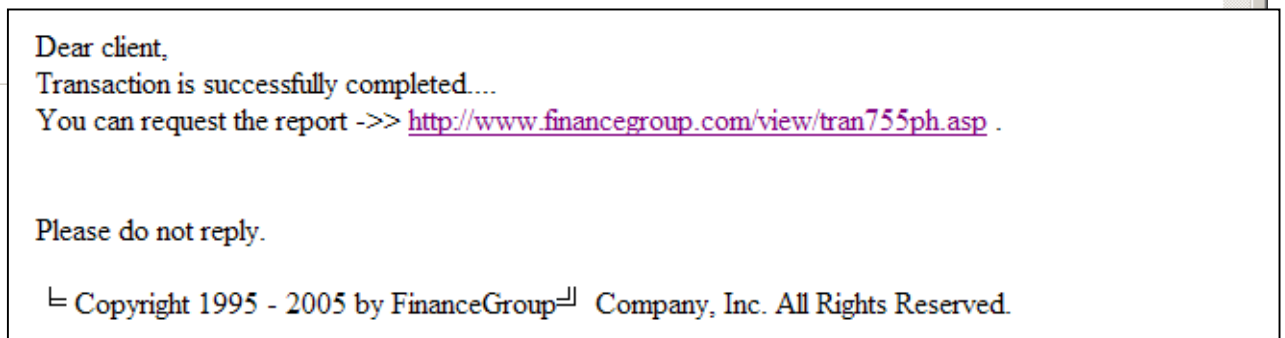 Dear client,
Transaction is successfully completed....
You can request the report ->> http://www.financegroup.com/view/tran755ph.asp .
Please do not reply.
╘ Copyright 1995 - 2005 by FinanceGroup╝ Company, Inc. All Rights Reserved.